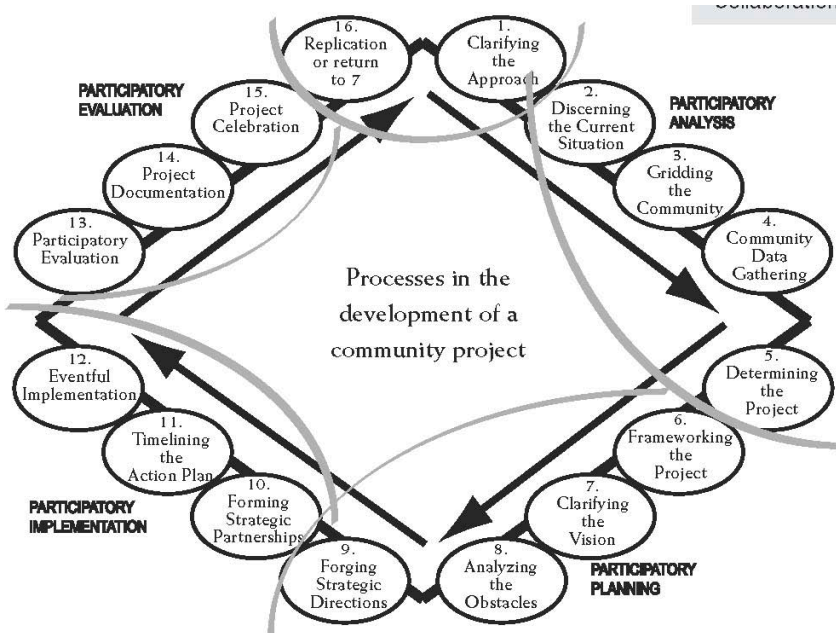 Collaboration
1.
Clarifying
the
Approach
2.
Discerning
the Current
Situation
3.
Gridding
the
Community
4.
Community
Data
Gathering
PARTICIPATORY
ANALYSIS
5.
Determining
the
Project
6.
Frameworking
the
Project
7.
Clarifying
the
Vision
8.
Analyzing
the
Obstacles
PARTICIPATORY
PLANNING
9.
Forging
Strategic
Directions
10.
Forming
Strategic
Partnerships
11.
Timelining
the
Action Plan
12.
Eventful
Implementation
PARTICIPATORY
IMPLEMENTATION
13.
Participatory
Evaluation
14.
Project
Documentation
15.
Project
Celebration
16.
Replication
or return
to 7
PARTICIPATORY
EVALUATION
Processes in the
development of a
community project